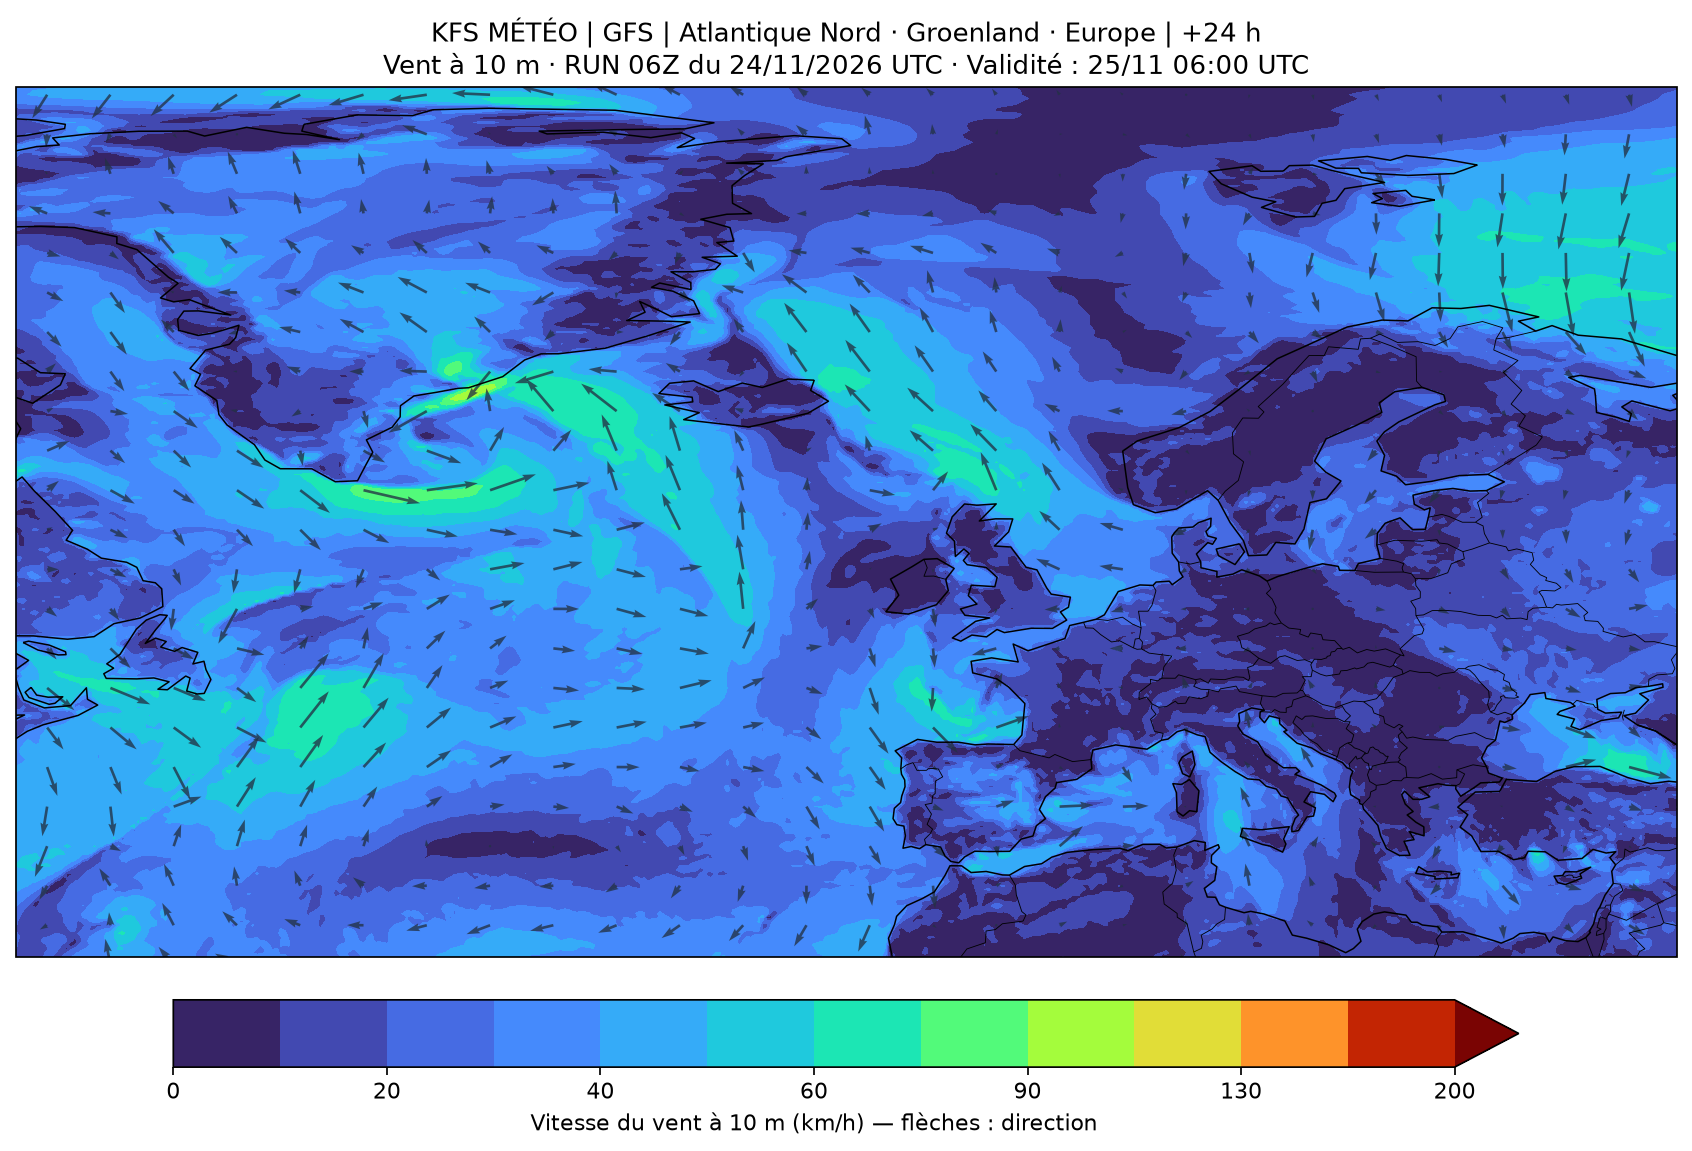 KFS MÉTÉO | GFS | Atlantique Nord · Groenland · Europe | +24 h
Vent à 10 m · RUN 06Z du 24/11/2026 UTC · Validité : 25/11 06:00 UTC
0 20 40 60 90 130 200
Vitesse du vent à 10 m (km/h) — flèches : direction